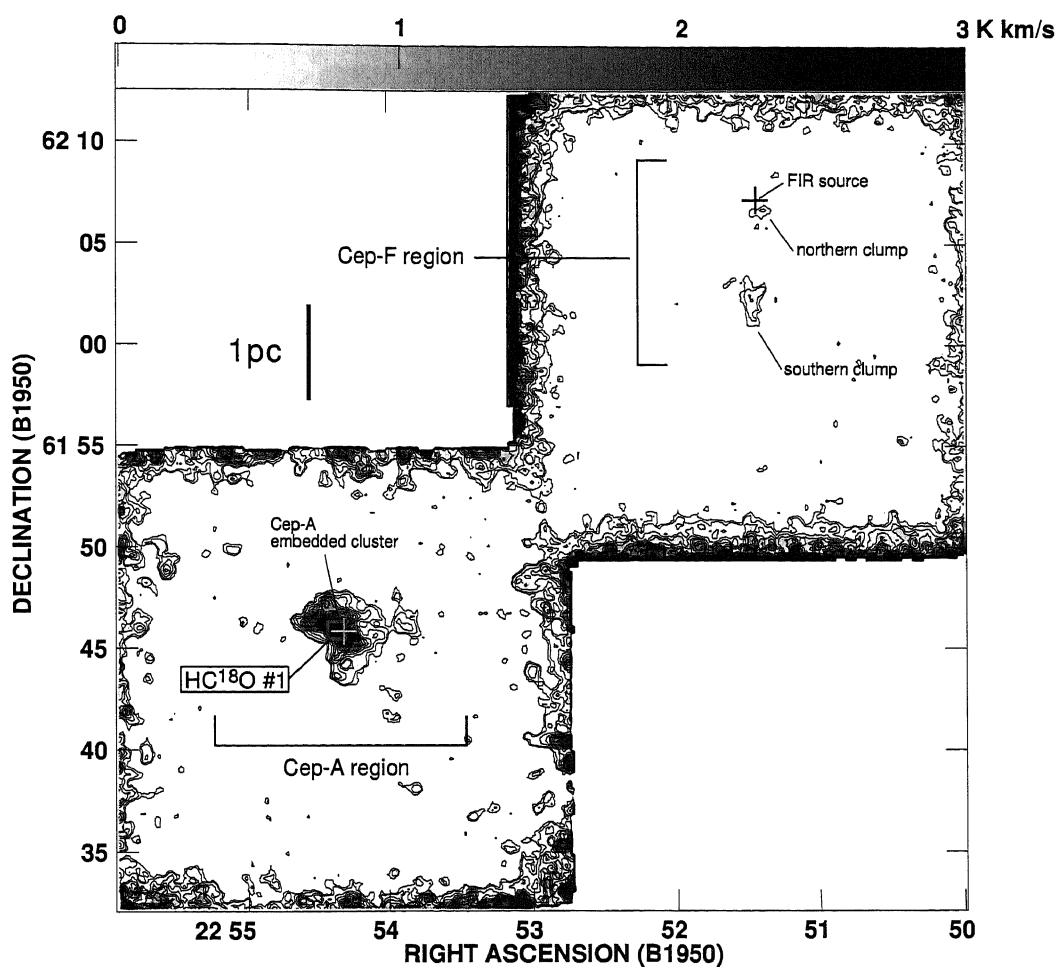 0 1 2 3 K km/s
62 10
FIR source
northern clump
05
Cep-F region
00
1pc
southern clump
61 55
DECLINATION (B1950)
Cep-A
embedded cluster
50
45
HC¹⁸O #1
40
Cep-A region
35
22 55 54 53 52 51 50
RIGHT ASCENSION (B1950)